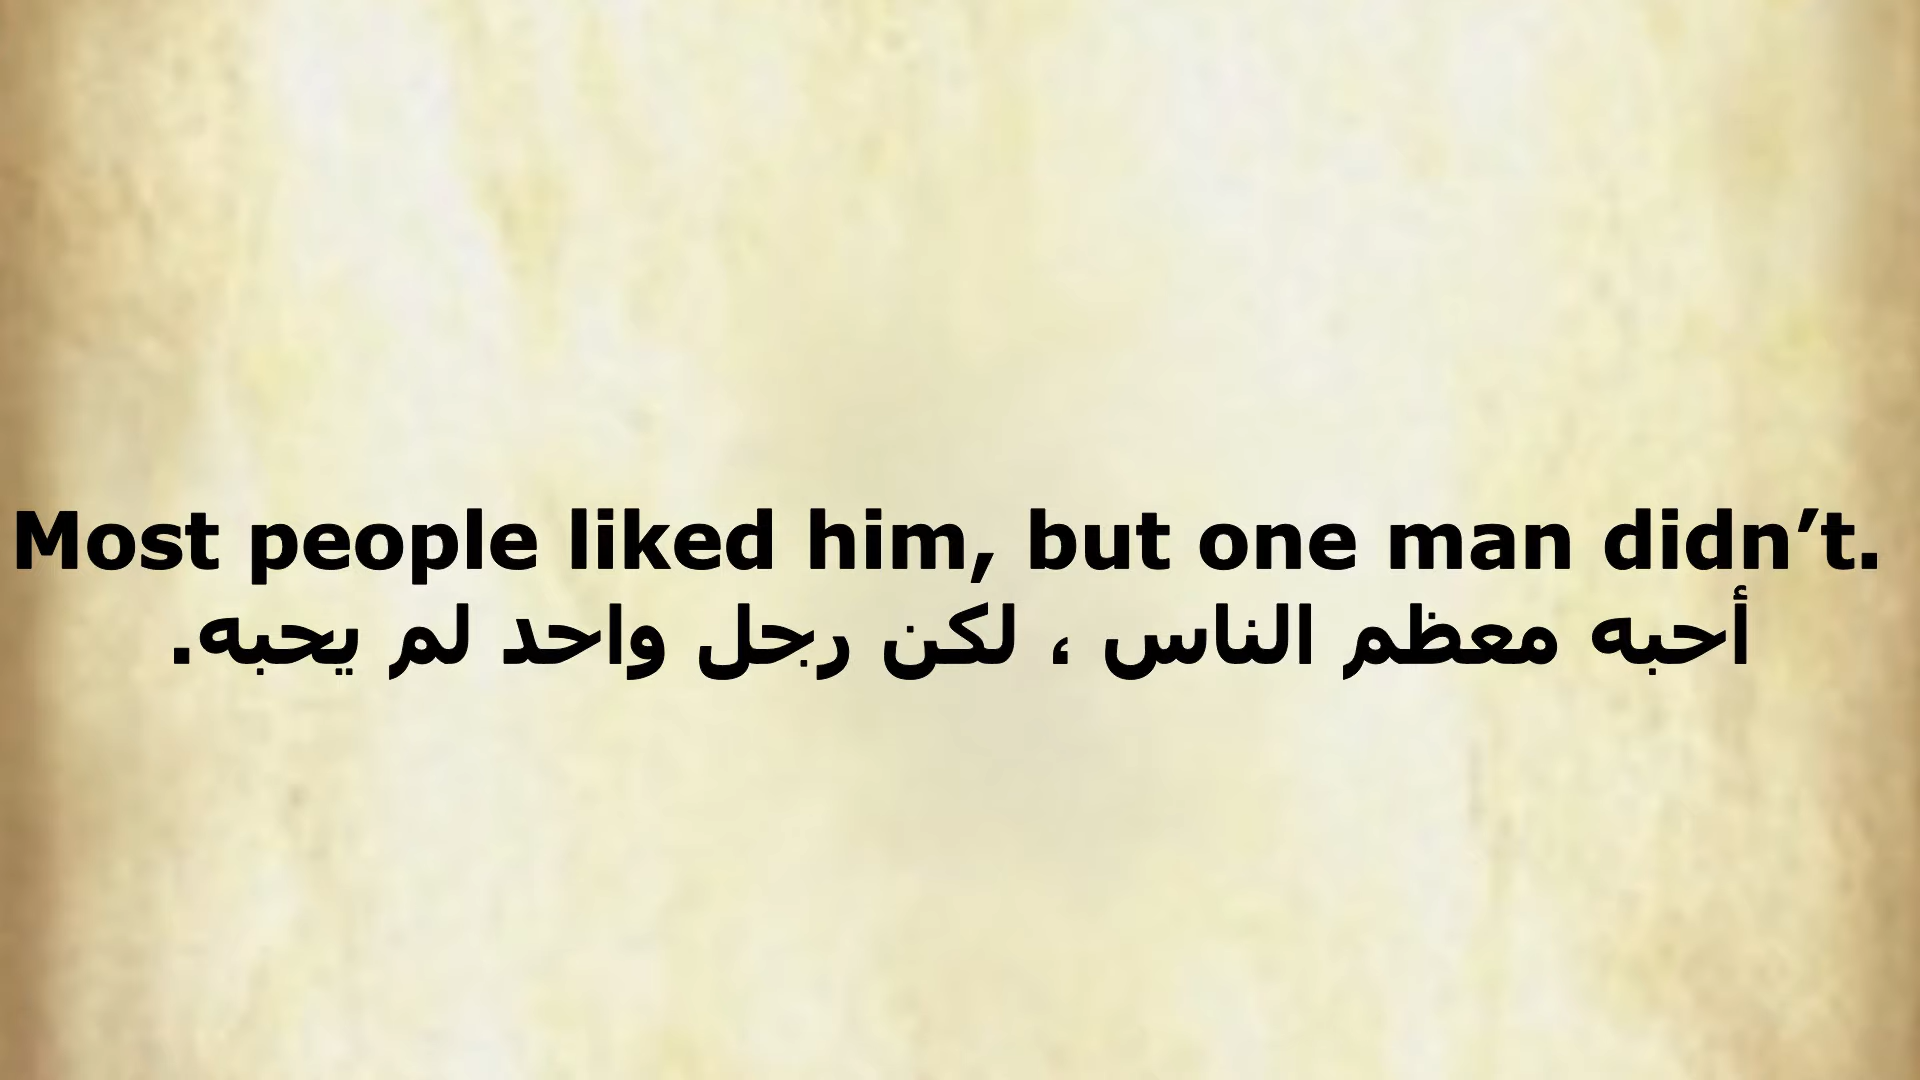 Most people liked him, but one man didn’t.
أحبه معظم الناس ، لكن رجل واحد لم يحبه.